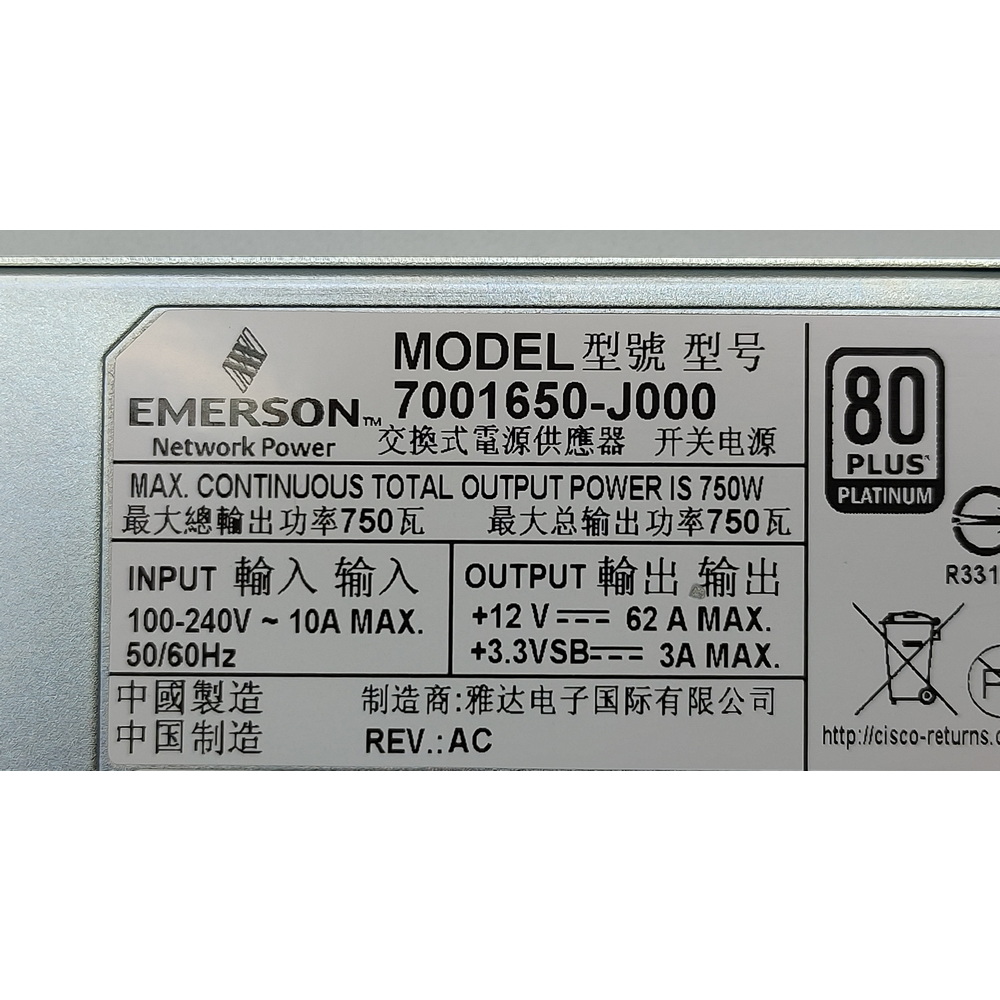 EMERSON™
Network Power
MODEL 型號 型号
7001650-J000
交換式電源供應器 开关电源
MAX. CONTINUOUS TOTAL OUTPUT POWER IS 750W
最大總輸出功率750瓦 最大总输出功率750瓦
INPUT 輸入 输入
100-240V ~ 10A MAX.
50/60Hz
OUTPUT 輸出 输出
+12 V⎓ 62 A MAX.
+3.3VSB⎓ 3A MAX.
中國製造
中国制造
制造商:雅达电子国际有限公司
REV.:AC
80
PLUS
PLATINUM
R331
http://cisco-returns.